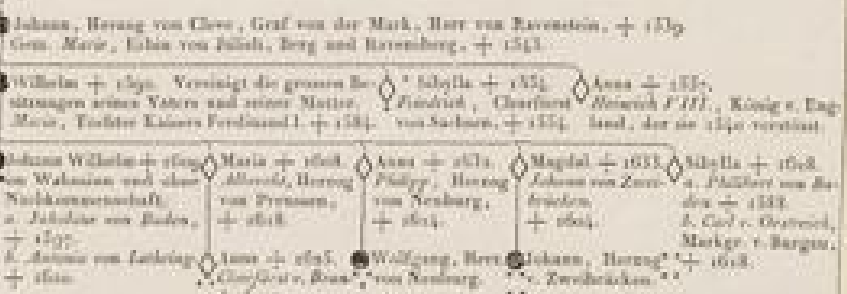 Johann, Herzog von Cleve, Graf von der Mark, Herr von Ravenstein, + 1539.
Gem. Marie, Erbin von Jülich, Berg und Ravensberg, + 1543.
Wilhelm + 1592. Vereinigt die grossen Be-
sitzungen seines Vaters und seiner Mutter.
Marie, Tochter Kaisers Ferdinand I. + 1584.
* Sibylla + 1554.
Friedrich, Churfürst
von Sachsen, + 1554.
Anna + 1557.
Heinrich VIII., König v. Eng-
land, der sie 1540 verstiess.
Johann Wilhelm + 1609
im Wahnsinn und ohne
Nachkommenschaft.
a. Jakobine von Baden,
+ 1597.
b. Antonie von Lothring.
+ 1610.
Maria + 1608.
Albrecht, Herzog
von Preussen,
+ 1618.
Anna + 1625.
Anna + 1632.
Philipp, Herzog
von Neuburg,
+ 1614.
Wolfgang, Herz.
von Neuburg.
Magdal. + 1633.
Johann von Zwei-
brücken.
+ 1604.
Johann, Herzog
v. Zweibrücken.
Sibylla + 1628.
a. Philibert von Ba-
den + 1588.
b. Carl v. Oestreich,
Markgr. v. Burgau,
+ 1618.